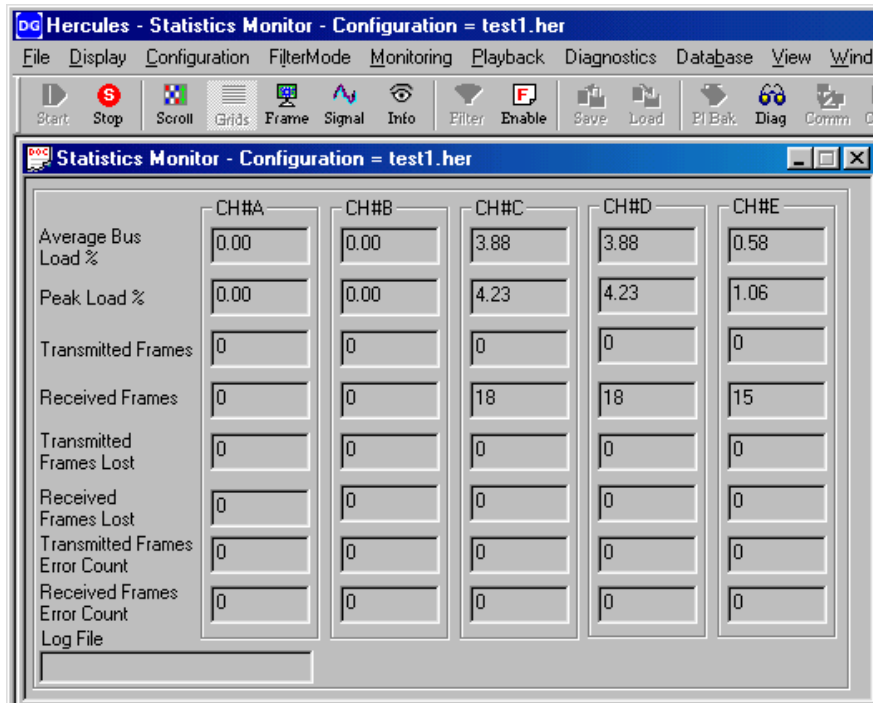 DG Hercules - Statistics Monitor - Configuration = test1.her
File Display Configuration FilterMode Monitoring Playback Diagnostics Database View Wind
Start Stop Scroll Grids Frame Signal Info Filter Enable Save Load Pl Bak Diag Comm
DOC Statistics Monitor - Configuration = test1.her
CH#A CH#B CH#C CH#D CH#E
Average Bus
Load % 0.00 0.00 3.88 3.88 0.58
Peak Load % 0.00 0.00 4.23 4.23 1.06
Transmitted Frames 0 0 0 0 0
Received Frames 0 0 18 18 15
Transmitted
Frames Lost 0 0 0 0 0
Received
Frames Lost 0 0 0 0 0
Transmitted Frames
Error Count 0 0 0 0 0
Received Frames
Error Count 0 0 0 0 0
Log File